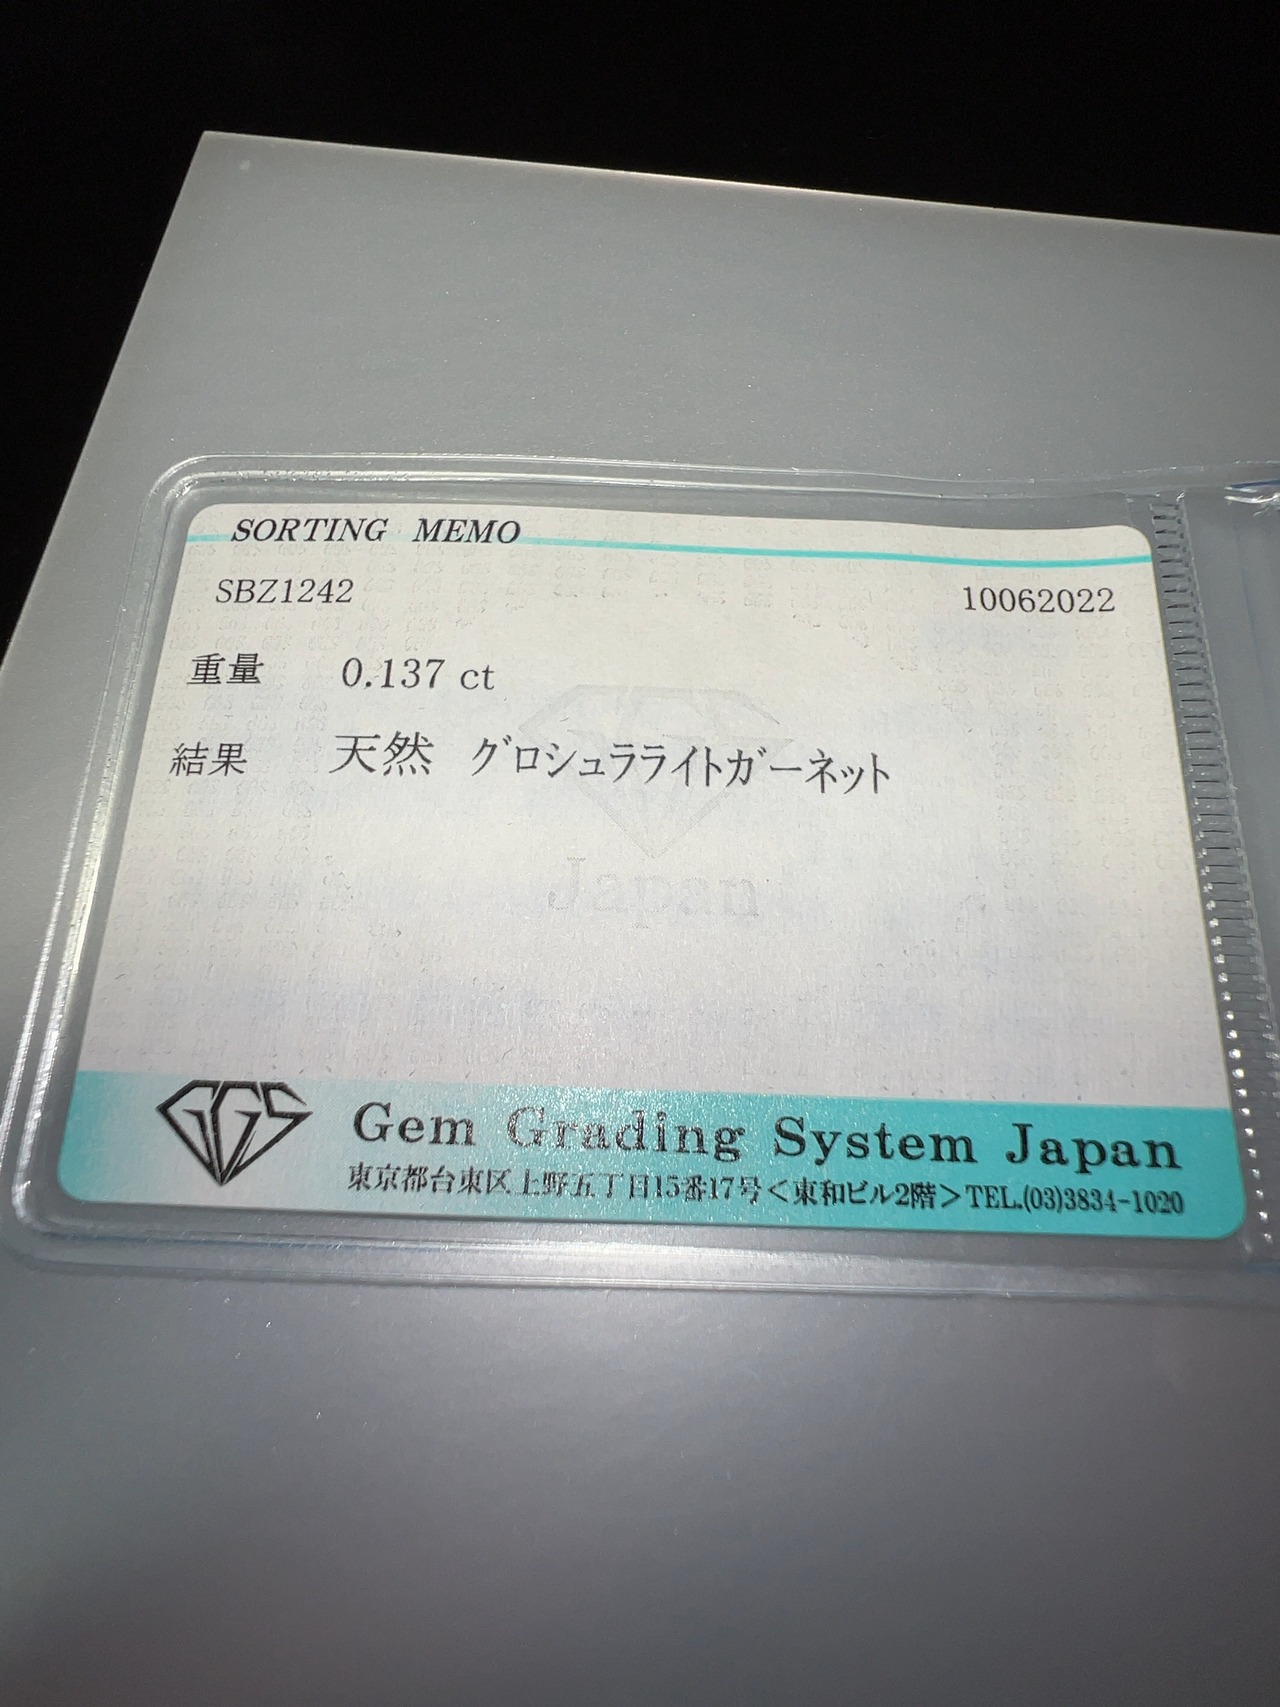 SORTING MEMO
SBZ1242 10062022
重量 0.137 ct
結果 天然 グロシュラライトガーネット
Japan
GGS Gem Grading System Japan
東京都台東区上野五丁目15番17号<東和ビル2階>TEL.(03)3834-1020